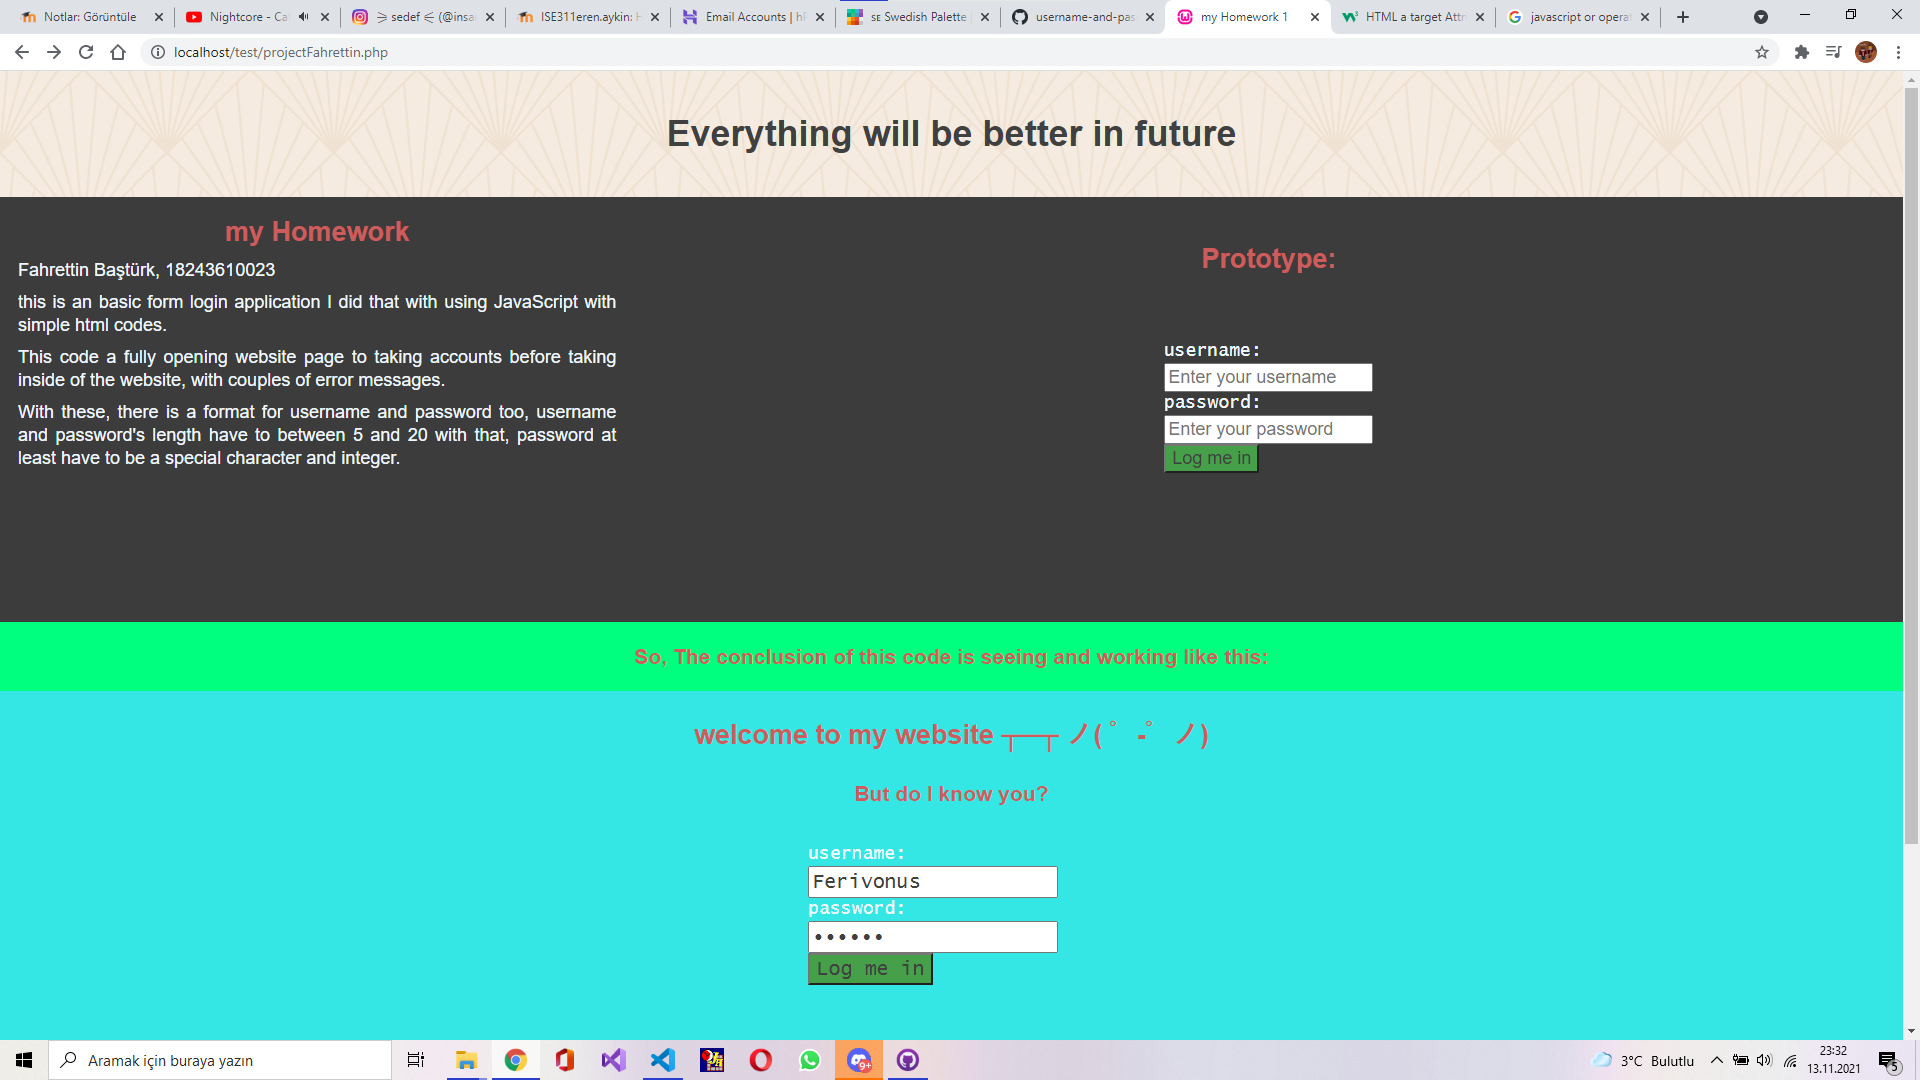 Notlar: Görüntüle
Nightcore - Ca
⋝ sedef ⋜ (@insa
ISE311eren.aykin: H
Email Accounts | hP
SE Swedish Palette
username-and-pas
my Homework 1
HTML a target Attr
javascript or operat
localhost/test/projectFahrettin.php
Everything will be better in future
my Homework
Fahrettin Baştürk, 18243610023
this is an basic form login application I did that with using JavaScript with
simple html codes.
This code a fully opening website page to taking accounts before taking
inside of the website, with couples of error messages.
With these, there is a format for username and password too, username
and password's length have to between 5 and 20 with that, password at
least have to be a special character and integer.
Prototype:
username:
Enter your username
password:
Enter your password
Log me in
So, The conclusion of this code is seeing and working like this:
welcome to my website ┬─┬ ノ( ゜-゜ノ)
But do I know you?
username:
Ferivonus
password:
••••••
Log me in
Aramak için buraya yazın
9+
3°C Bulutlu
23:32
13.11.2021
5